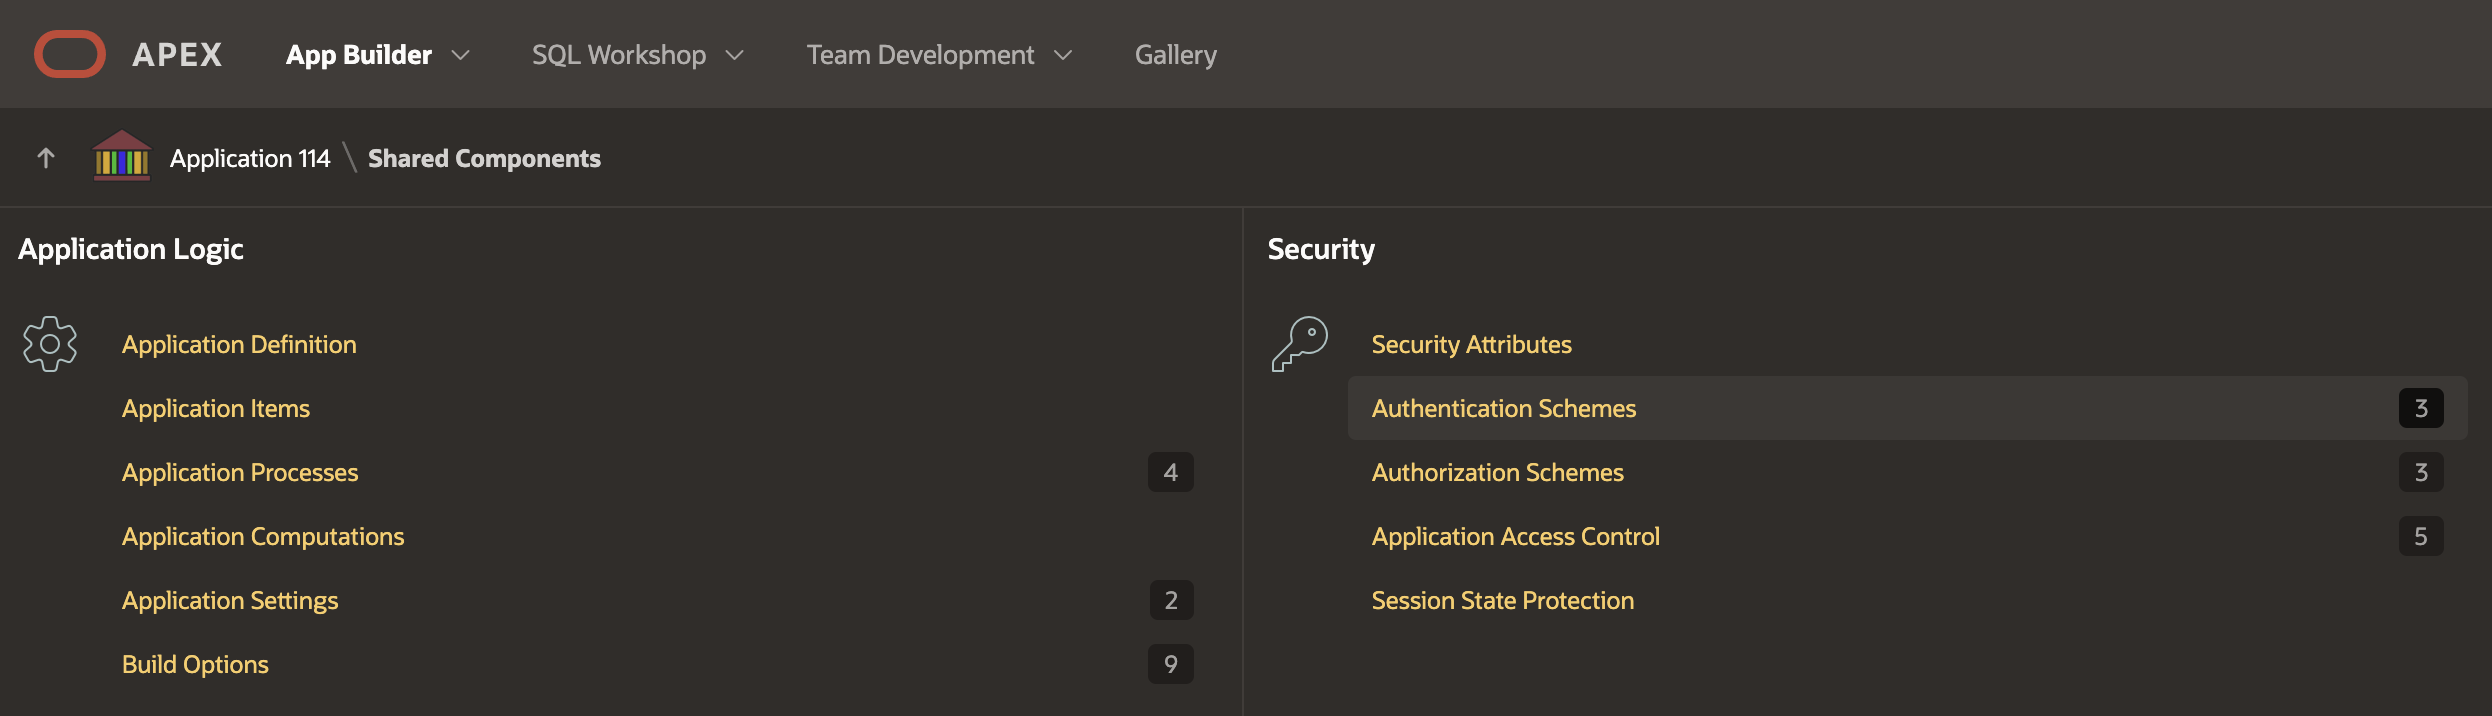 APEX App Builder SQL Workshop Team Development Gallery
Application 114 \ Shared Components
Application Logic
Application Definition
Application Items
Application Processes 4
Application Computations
Application Settings 2
Build Options 9
Security
Security Attributes
Authentication Schemes 3
Authorization Schemes 3
Application Access Control 5
Session State Protection